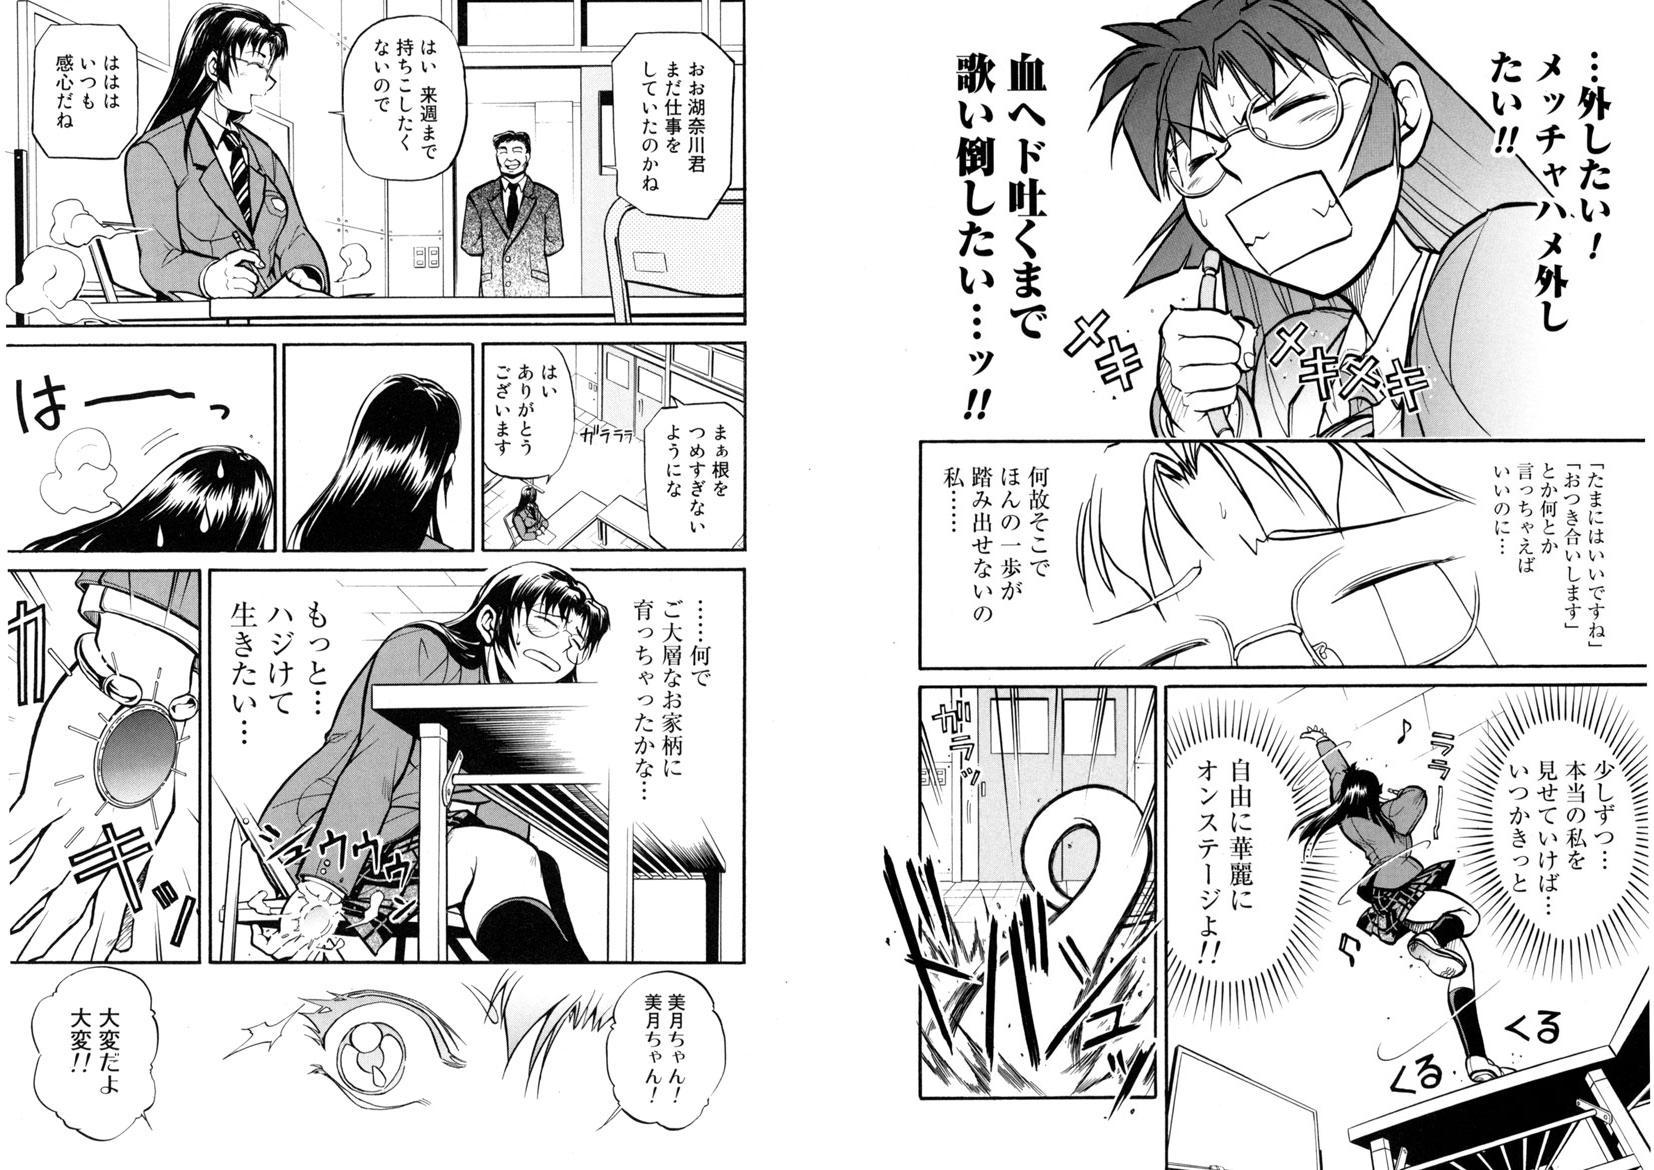 …外したい！
メッチャハメ外し
たい!!
血ヘド吐くまで
歌い倒したい…ッ!!
メキ
メキメキ
「たまにはいいですね」
「おつき合いします」
とか何とか
言っちゃえば
いいのに…
何故そこで
ほんの一歩が
踏み出せないの
私……
少しずつ…
本当の私を
見せていけば…
いつかきっと
♪
ララララ
自由に華麗に
オンステージよ!!
♪
くる
くる
ガラッ
おお湖奈川君
まだ仕事を
していたのかね
はい 来週まで
持ちこしたく
ないので
ははは
いつも
感心だね
まぁ根を
つめすぎない
ようにな
ガラララ
はい
ありがとう
ございます
はーーっ
……何で
ご大層なお家柄に
育っちゃったかな…
もっと…
ハジけて
生きたい…
ジュウウゥン
カ
キィン
美月ちゃん！
美月ちゃん！
大変だよ
大変!!